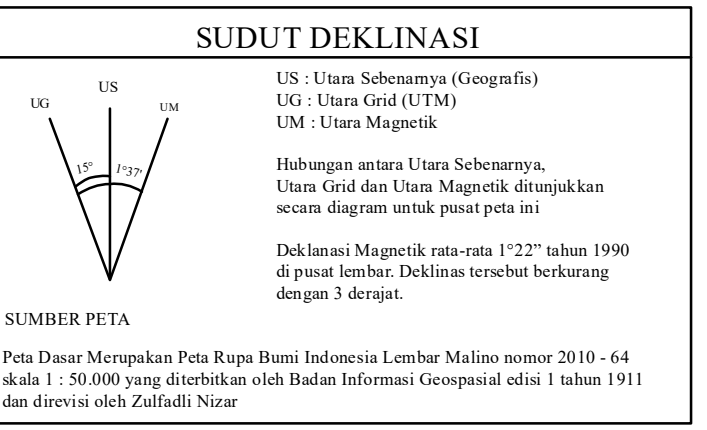 SUDUT DEKLINASI
UG
US
UM
15°
1°37'
US : Utara Sebenarnya (Geografis)
UG : Utara Grid (UTM)
UM : Utara Magnetik
Hubungan antara Utara Sebenarnya,
Utara Grid dan Utara Magnetik ditunjukkan
secara diagram untuk pusat peta ini
Deklanasi Magnetik rata-rata 1°22” tahun 1990
di pusat lembar. Deklinas tersebut berkurang
dengan 3 derajat.
SUMBER PETA
Peta Dasar Merupakan Peta Rupa Bumi Indonesia Lembar Malino nomor 2010 - 64
skala 1 : 50.000 yang diterbitkan oleh Badan Informasi Geospasial edisi 1 tahun 1911
dan direvisi oleh Zulfadli Nizar